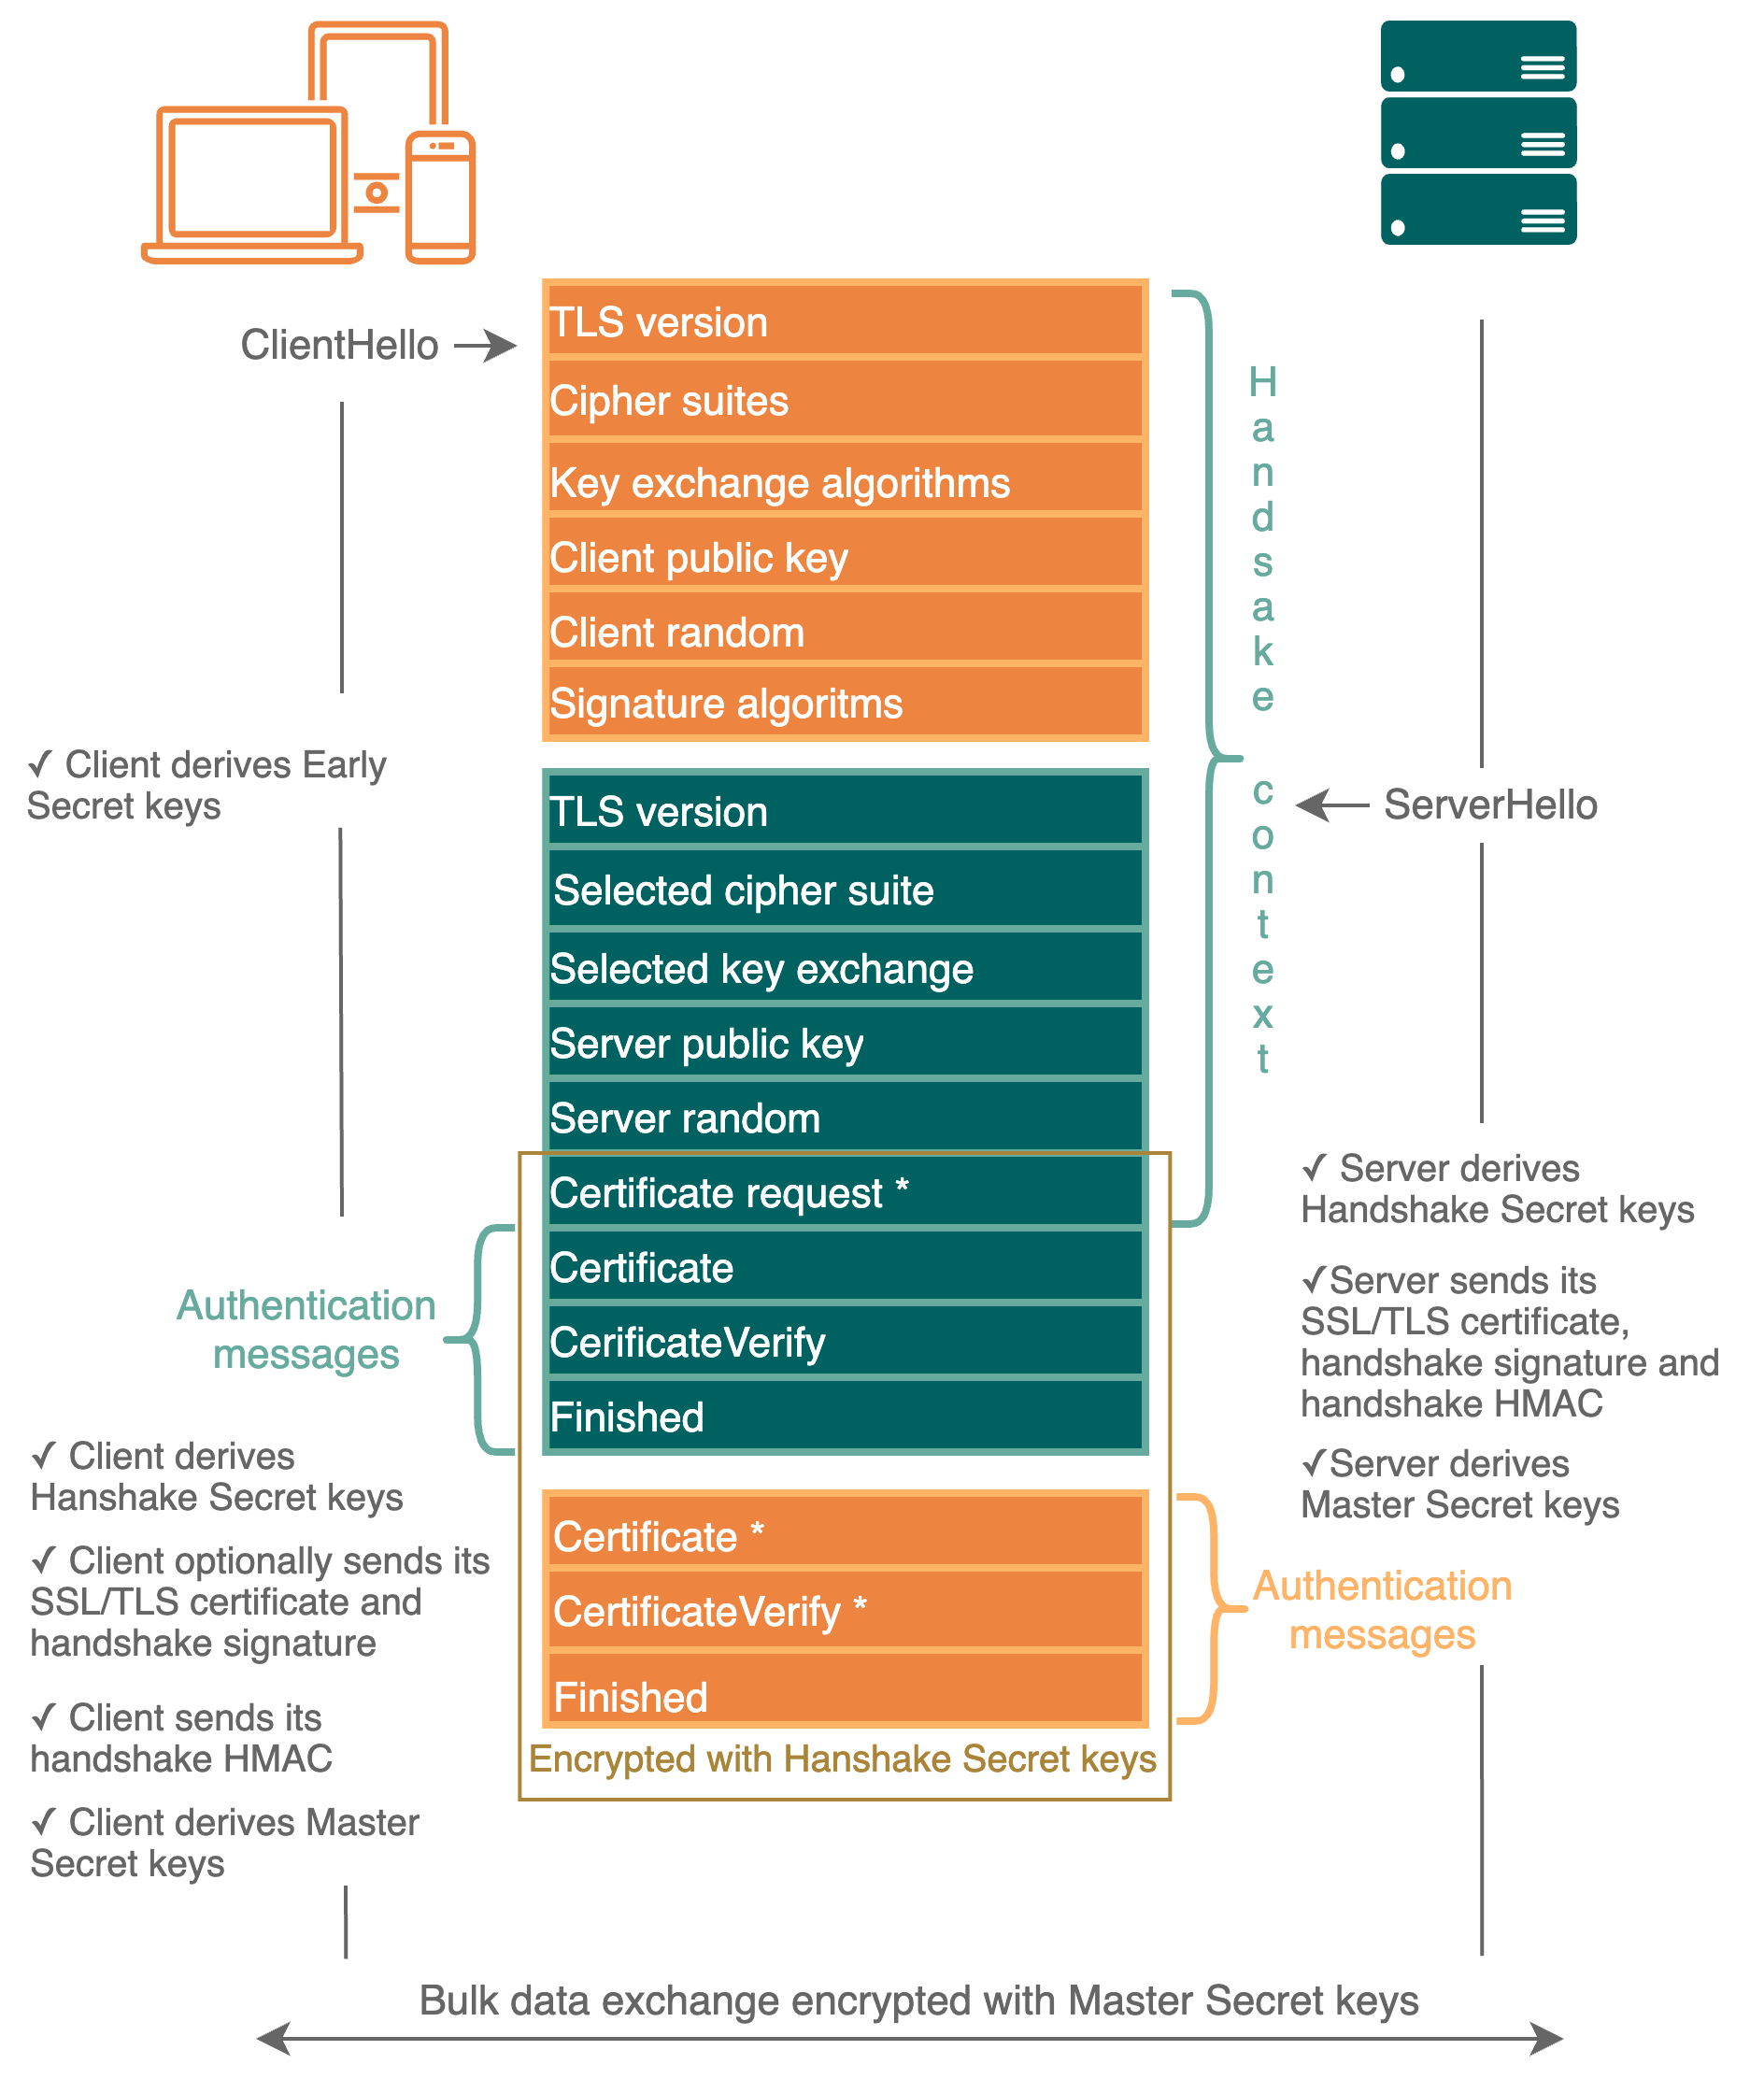 ClientHello
TLS version
Cipher suites
Key exchange algorithms
Client public key
Client random
Signature algoritms
Handsake context
✓ Client derives Early
Secret keys
ServerHello
TLS version
Selected cipher suite
Selected key exchange
Server public key
Server random
Certificate request *
Certificate
CerificateVerify
Finished
Authentication
messages
✓ Server derives
Handshake Secret keys
✓Server sends its
SSL/TLS certificate,
handshake signature and
handshake HMAC
✓Server derives
Master Secret keys
✓ Client derives
Hanshake Secret keys
✓ Client optionally sends its
SSL/TLS certificate and
handshake signature
✓ Client sends its
handshake HMAC
✓ Client derives Master
Secret keys
Certificate *
CertificateVerify *
Finished
Encrypted with Hanshake Secret keys
Authentication
messages
Bulk data exchange encrypted with Master Secret keys